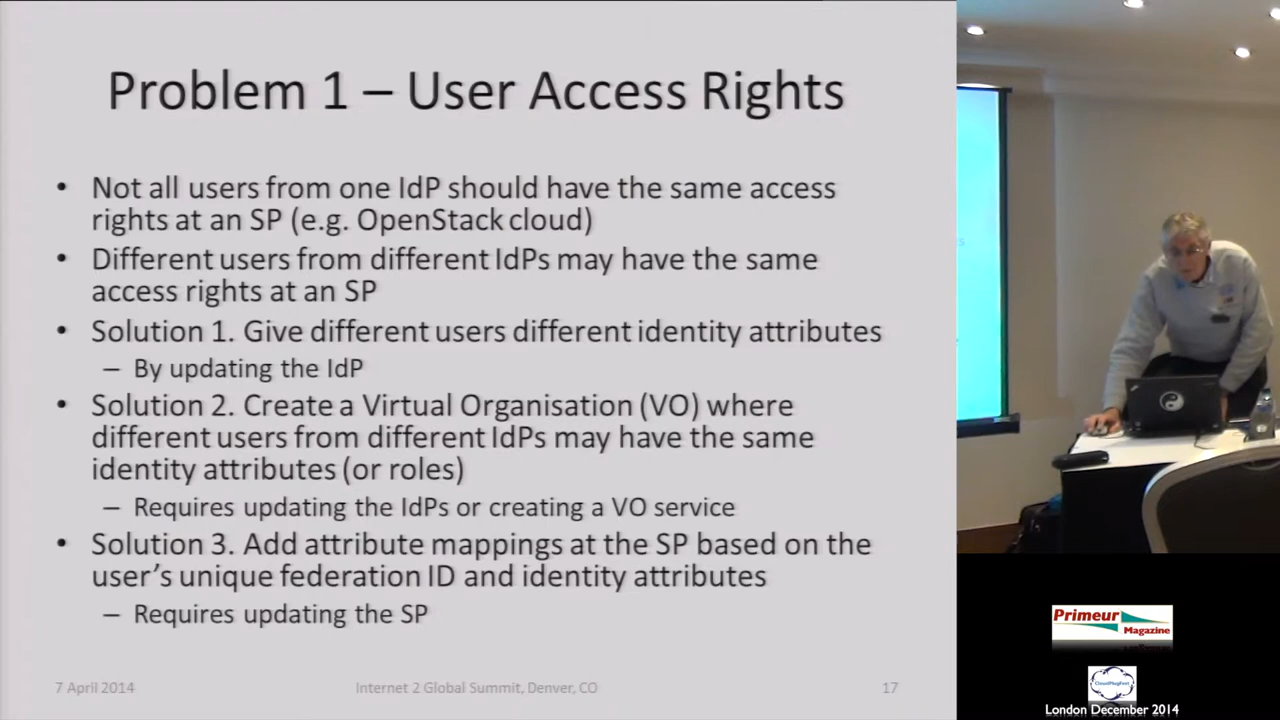 Problem 1 – User Access Rights
• Not all users from one IdP should have the same access
rights at an SP (e.g. OpenStack cloud)
• Different users from different IdPs may have the same
access rights at an SP
• Solution 1. Give different users different identity attributes
– By updating the IdP
• Solution 2. Create a Virtual Organisation (VO) where
different users from different IdPs may have the same
identity attributes (or roles)
– Requires updating the IdPs or creating a VO service
• Solution 3. Add attribute mappings at the SP based on the
user's unique federation ID and identity attributes
– Requires updating the SP
7 April 2014
Internet 2 Global Summit, Denver, CO
17
Primeur
Magazine
CloudPlugFest
London December 2014